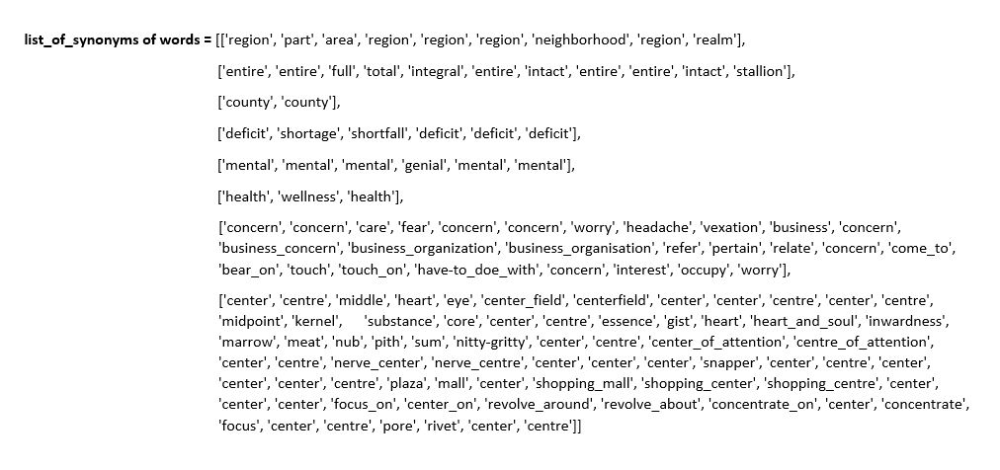 list_of_synonyms of words = [['region', 'part', 'area', 'region', 'region', 'region', 'neighborhood', 'region', 'realm'],
['entire', 'entire', 'full', 'total', 'integral', 'entire', 'intact', 'entire', 'entire', 'intact', 'stallion'],
['county', 'county'],
['deficit', 'shortage', 'shortfall', 'deficit', 'deficit', 'deficit'],
['mental', 'mental', 'mental', 'genial', 'mental', 'mental'],
['health', 'wellness', 'health'],
['concern', 'concern', 'care', 'fear', 'concern', 'concern', 'worry', 'headache', 'vexation', 'business', 'concern',
'business_concern', 'business_organization', 'business_organisation', 'refer', 'pertain', 'relate', 'concern', 'come_to',
'bear_on', 'touch', 'touch_on', 'have-to_doe_with', 'concern', 'interest', 'occupy', 'worry'],
['center', 'centre', 'middle', 'heart', 'eye', 'center_field', 'centerfield', 'center', 'center', 'centre', 'center', 'centre',
'midpoint', 'kernel', 'substance', 'core', 'center', 'centre', 'essence', 'gist', 'heart', 'heart_and_soul', 'inwardness',
'marrow', 'meat', 'nub', 'pith', 'sum', 'nitty-gritty', 'center', 'centre', 'center_of_attention', 'centre_of_attention',
'center', 'centre', 'nerve_center', 'nerve_centre', 'center', 'center', 'center', 'snapper', 'center', 'centre', 'center',
'center', 'center', 'centre', 'plaza', 'mall', 'center', 'shopping_mall', 'shopping_center', 'shopping_centre', 'center',
'center', 'center', 'focus_on', 'center_on', 'revolve_around', 'revolve_about', 'concentrate_on', 'center', 'concentrate',
'focus', 'center', 'centre', 'pore', 'rivet', 'center', 'centre']]